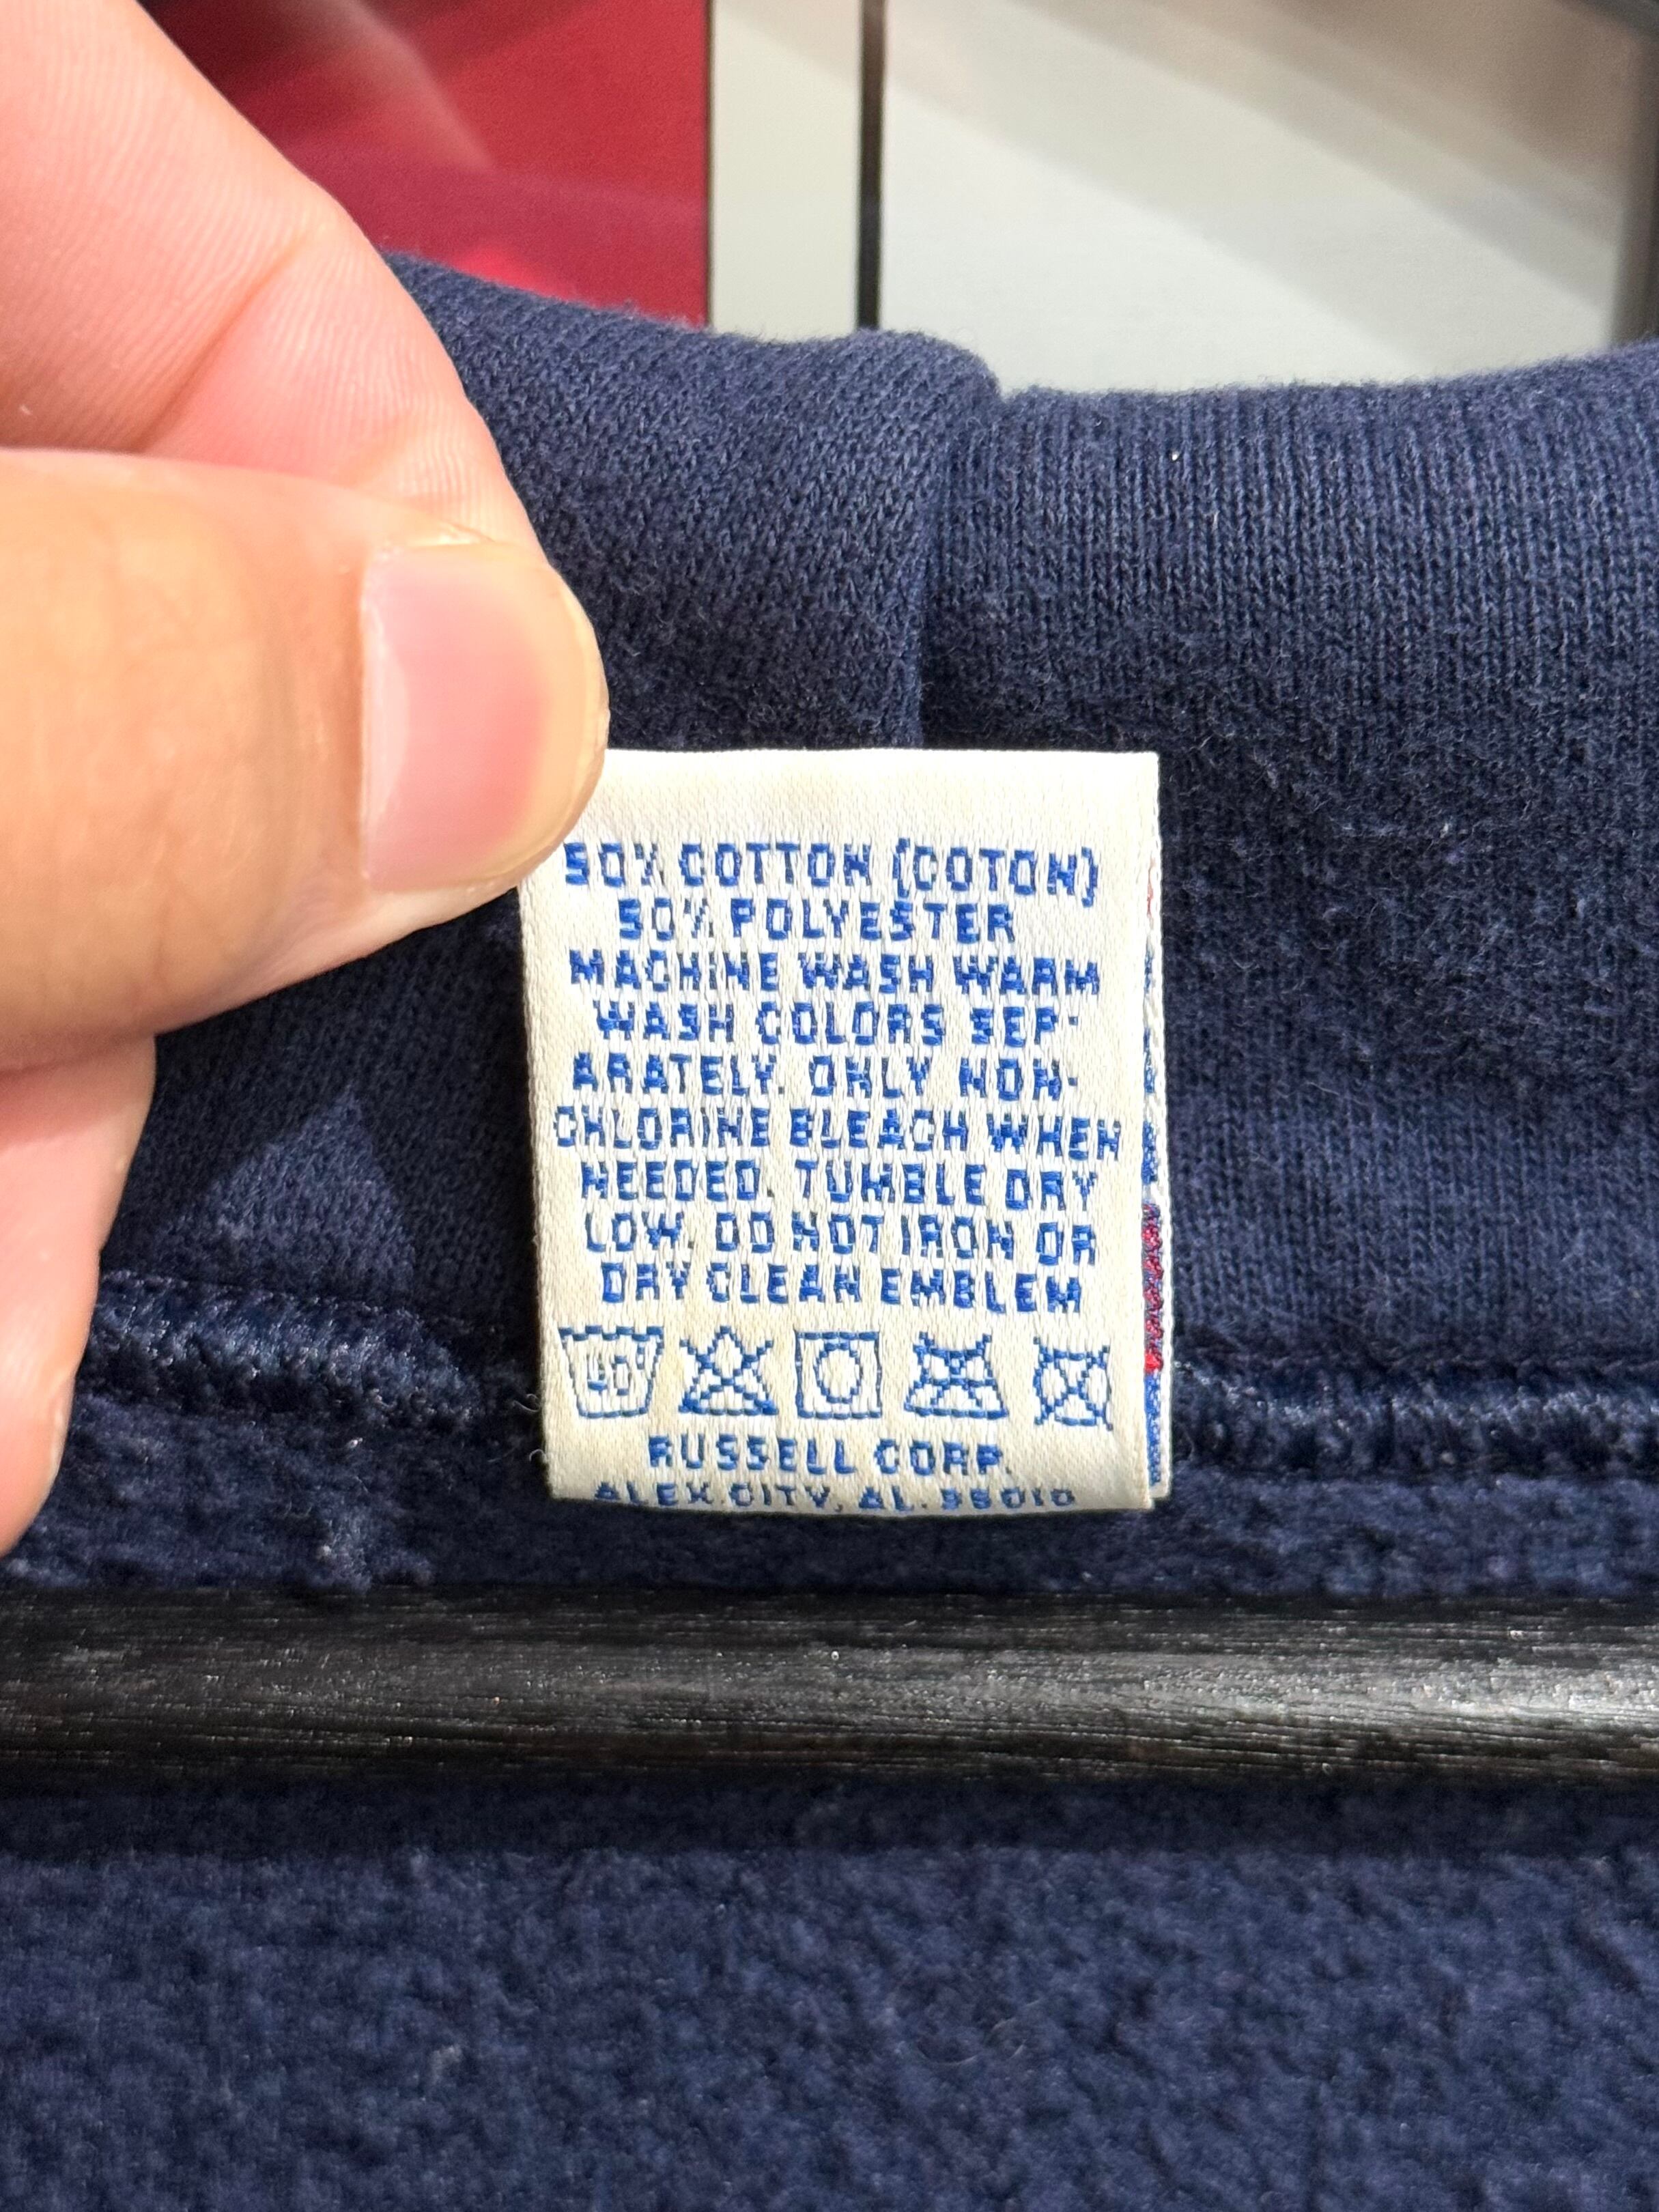 50% COTTON (COTON)
50% POLYESTER
MACHINE WASH WARM
WASH COLORS SEP-
ARATELY. ONLY NON-
CHLORINE BLEACH WHEN
NEEDED. TUMBLE DRY
LOW. DO NOT IRON OR
DRY CLEAN EMBLEM
40°
RUSSELL CORP.
ALEX.CITY, AL. 35010